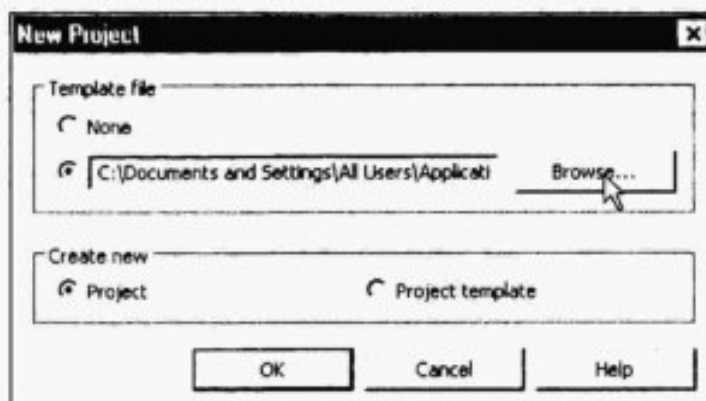 New Project
Template file
None
C:\Documents and Settings\All Users\Applicati
Browse...
Create new
Project
Project template
OK
Cancel
Help